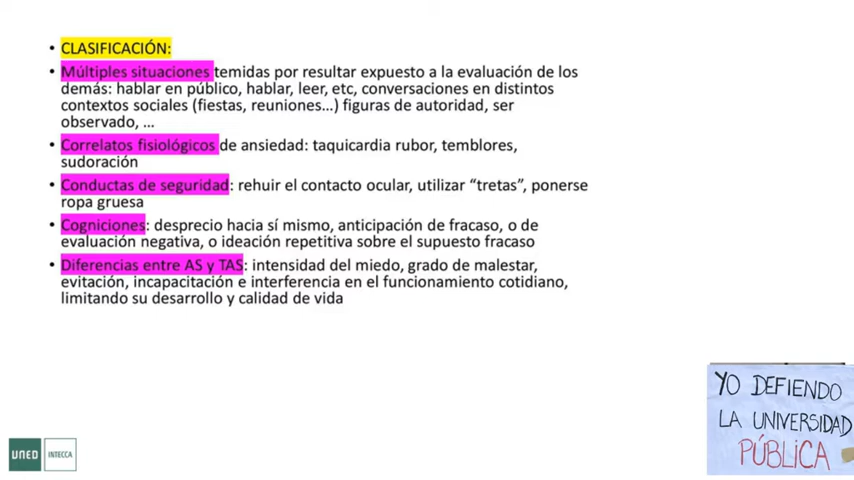 • CLASIFICACIÓN:
• Múltiples situaciones temidas por resultar expuesto a la evaluación de los
demás: hablar en público, hablar, leer, etc, conversaciones en distintos
contextos sociales (fiestas, reuniones...) figuras de autoridad, ser
observado, ...
• Correlatos fisiológicos de ansiedad: taquicardia rubor, temblores,
sudoración
• Conductas de seguridad: rehuir el contacto ocular, utilizar “tretas”, ponerse
ropa gruesa
• Cogniciones: desprecio hacia sí mismo, anticipación de fracaso, o de
evaluación negativa, o ideación repetitiva sobre el supuesto fracaso
• Diferencias entre AS y TAS: intensidad del miedo, grado de malestar,
evitación, incapacitación e interferencia en el funcionamiento cotidiano,
limitando su desarrollo y calidad de vida
YO DEFIENDO
LA UNIVERSIDAD
PÚBLICA
UNED INTECCA